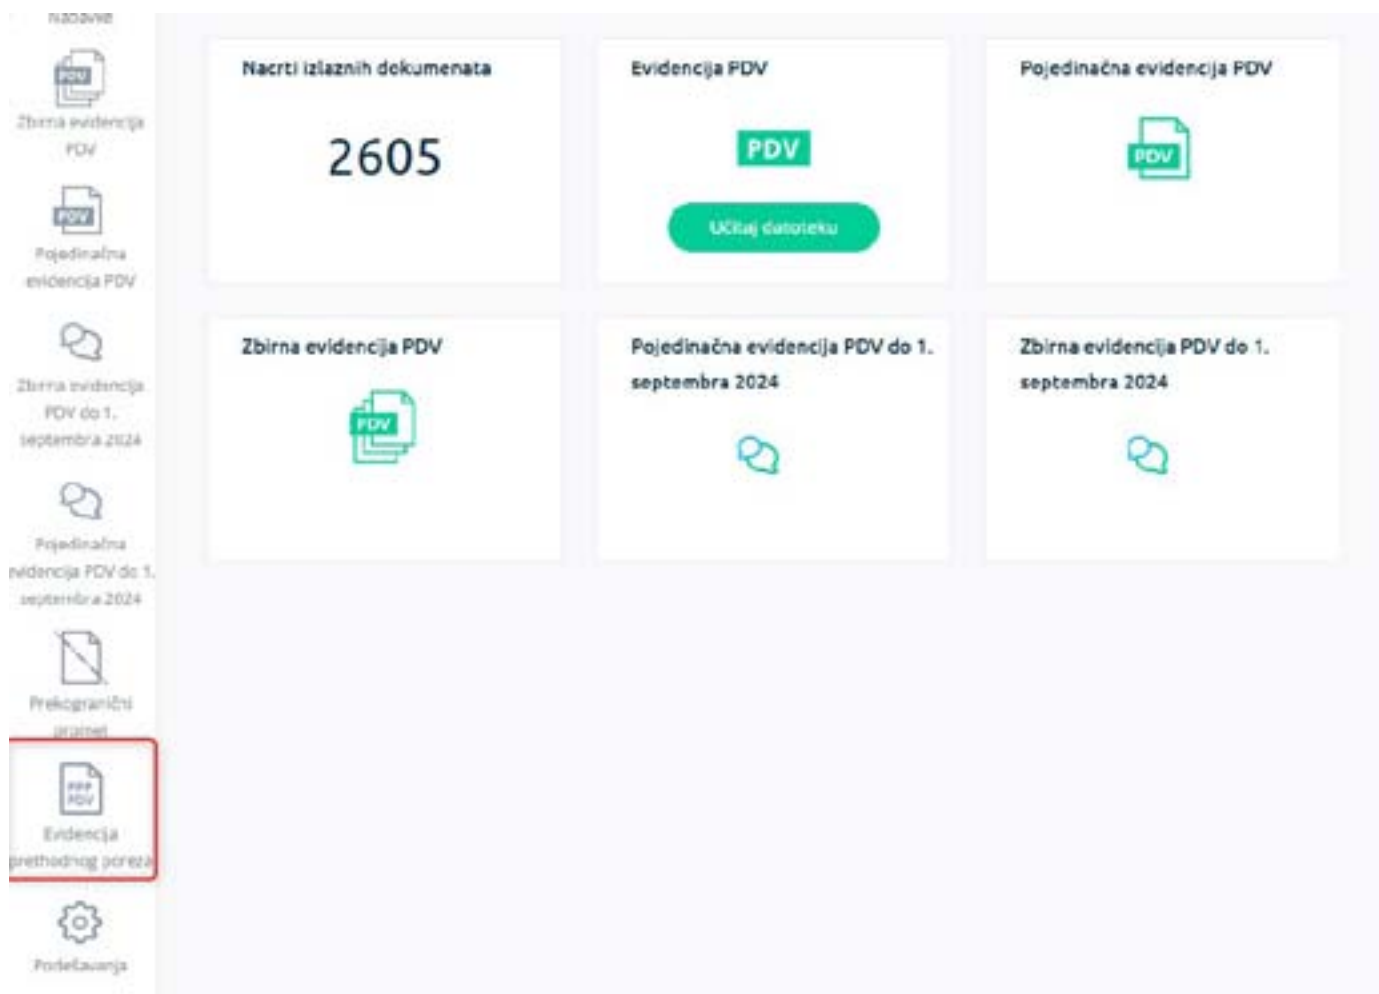 Nabavke
Zbirna evidencija
PDV
Pojedinačna
evidencija PDV
Zbirna evidencija
PDV do 1.
septembra 2024
Pojedinačna
evidencija PDV do 1.
septembra 2024
Prekogranični
promet
PPP
PDV
Evidencija
prethodnog poreza
Podešavanja
Nacrti izlaznih dokumenata
2605
Evidencija PDV
PDV
Učitaj datoteku
Pojedinačna evidencija PDV
PDV
Zbirna evidencija PDV
PDV
Pojedinačna evidencija PDV do 1.
septembra 2024
Zbirna evidencija PDV do 1.
septembra 2024